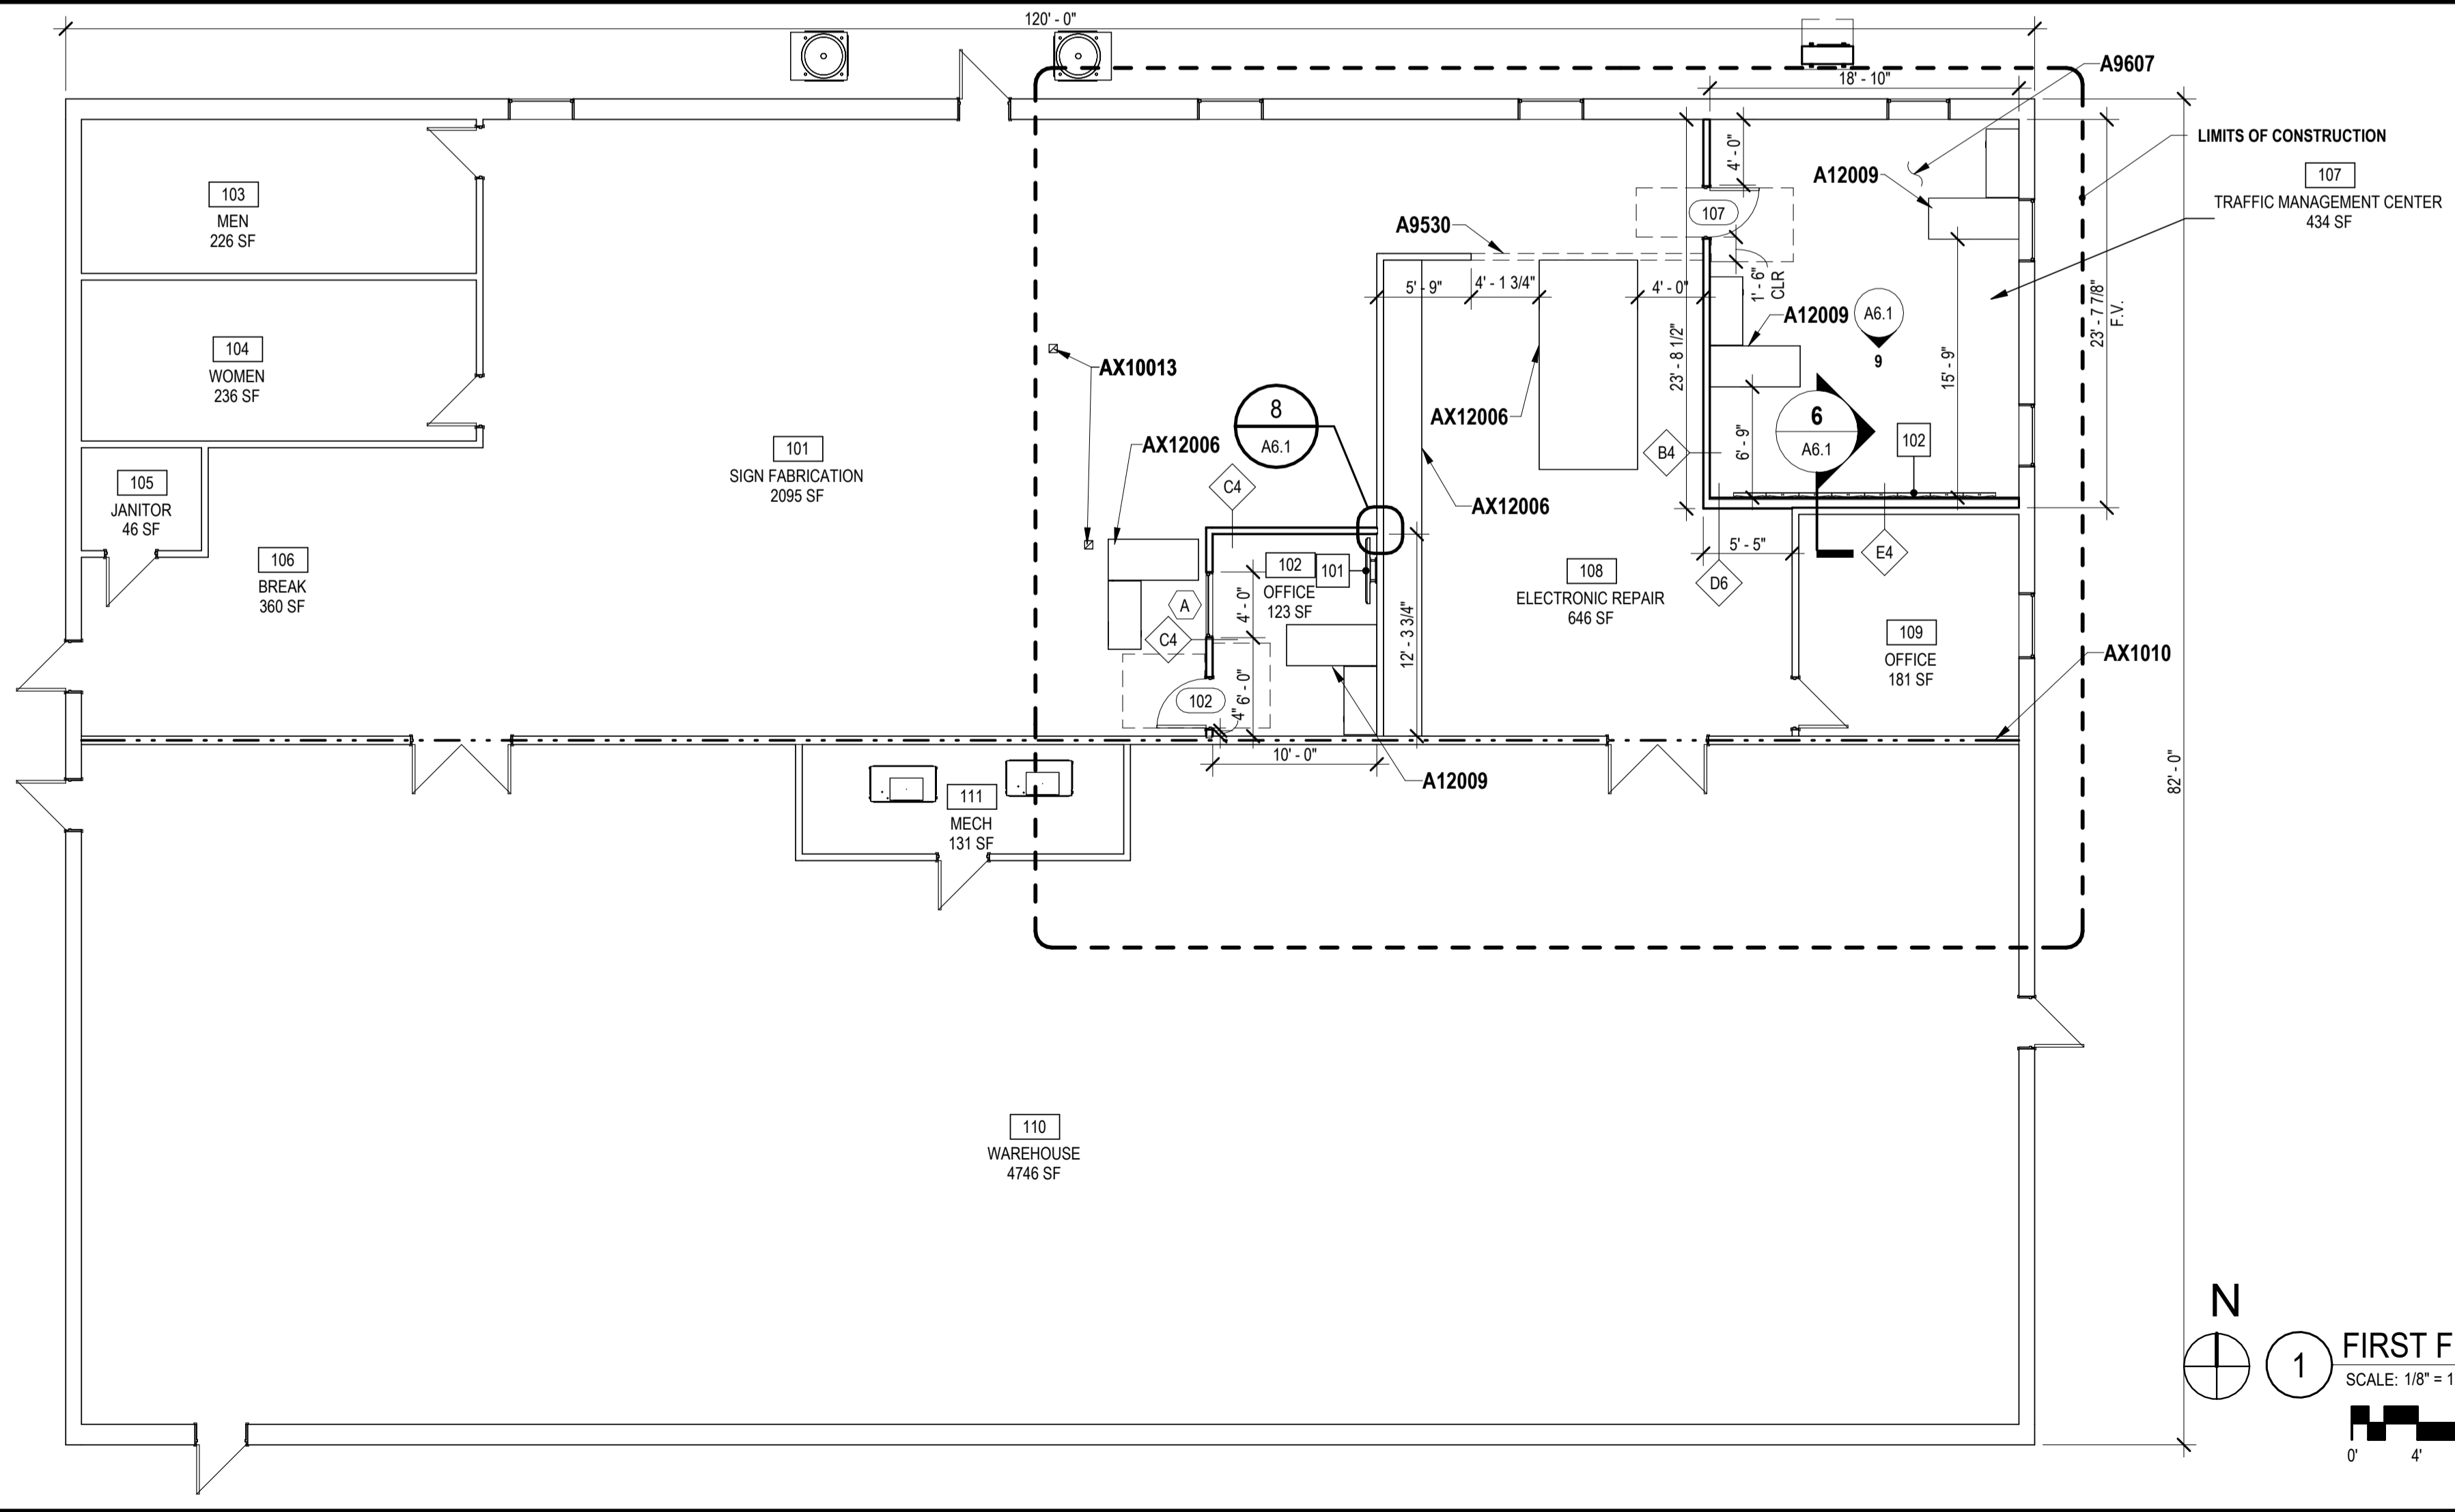 120' - 0"
18' - 10"
A9607
LIMITS OF CONSTRUCTION
107
TRAFFIC MANAGEMENT CENTER
434 SF
4' - 0"
A12009
103
MEN
226 SF
107
A9530
5' - 9"
4' - 1 3/4"
4' - 0"
1' - 6"
CLR
23' - 7 7/8"
F.V.
A12009
A6.1
9
104
WOMEN
236 SF
AX10013
23' - 8 1/2"
15' - 9"
8
A6.1
AX12006
6
A6.1
102
AX12006
B4
6' - 9"
101
SIGN FABRICATION
2095 SF
C4
AX12006
105
JANITOR
46 SF
5' - 5"
E4
D6
106
BREAK
360 SF
102
101
OFFICE
123 SF
A
4' - 0"
108
ELECTRONIC REPAIR
646 SF
C4
12' - 3 3/4"
109
OFFICE
181 SF
AX1010
102
6' - 0"
4"
10' - 0"
A12009
82' - 0"
111
MECH
131 SF
110
WAREHOUSE
4746 SF
N
1
FIRST F
SCALE: 1/8" = 1
0'
4'